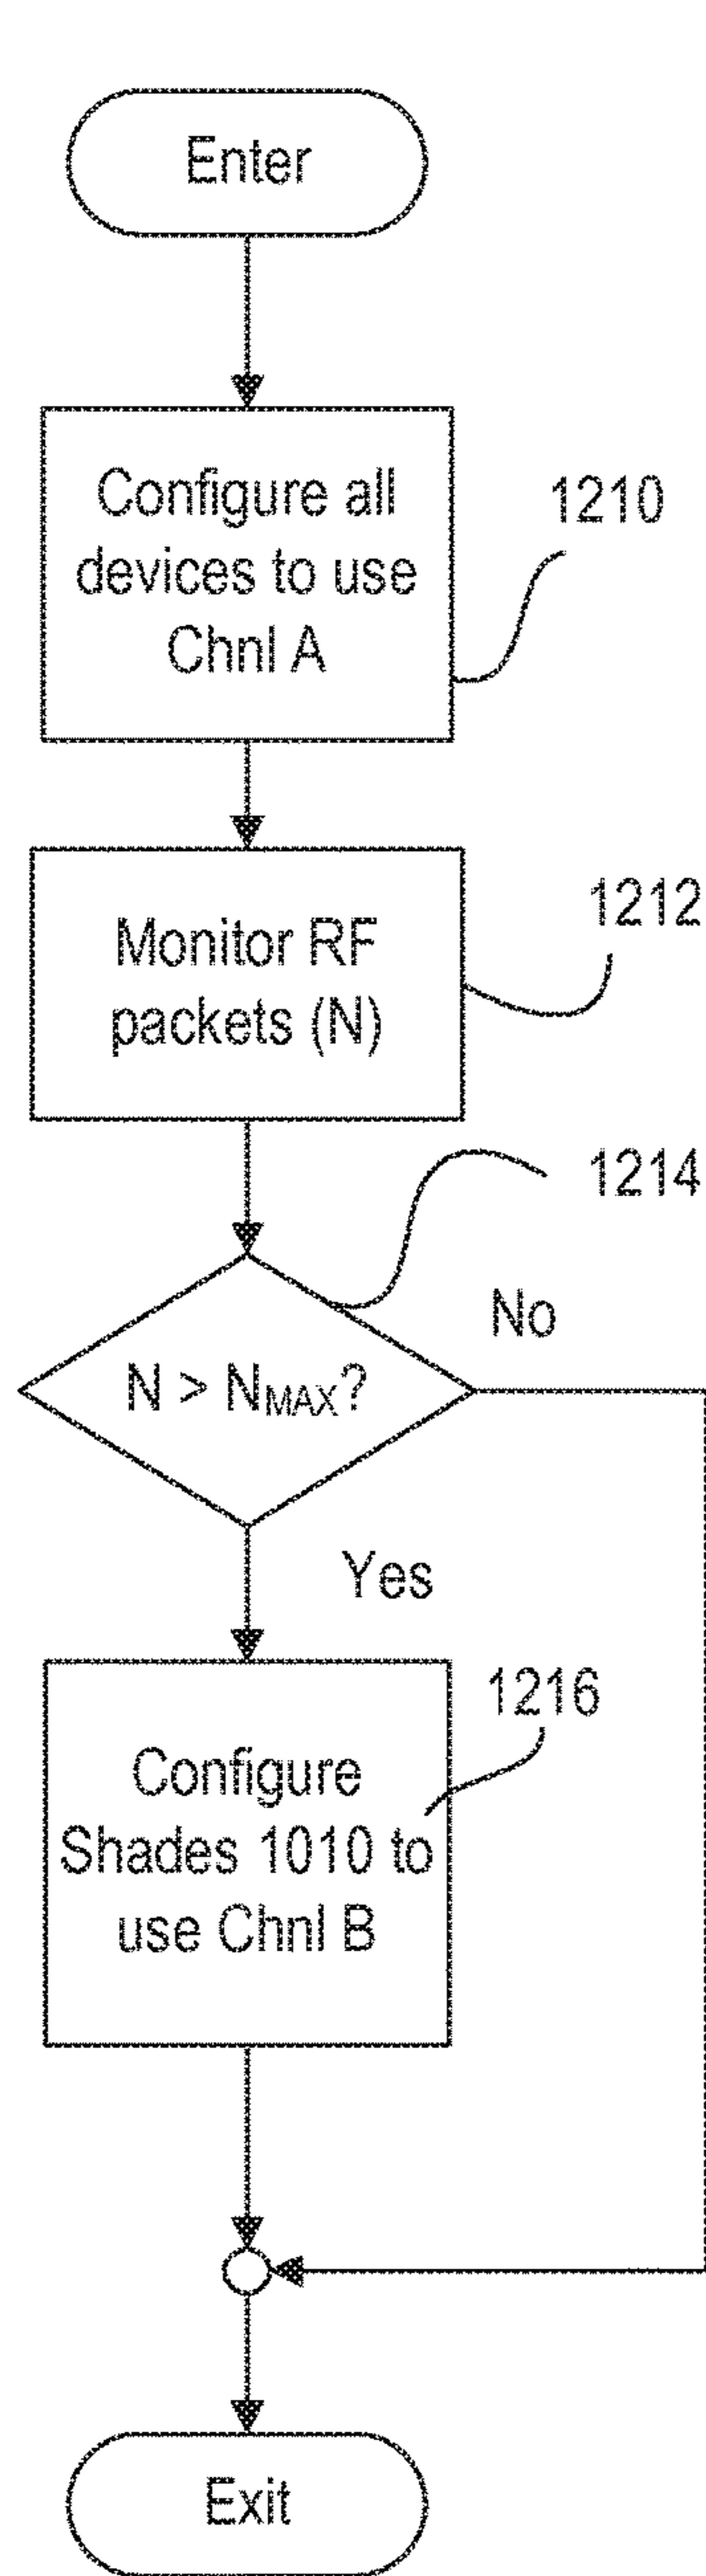 Enter
Configure all
devices to use
Chnl A
1210
Monitor RF
packets (N)
1212
1214
N > NMAX?
No
Yes
Configure
Shades 1010 to
use Chnl B
1216
Exit